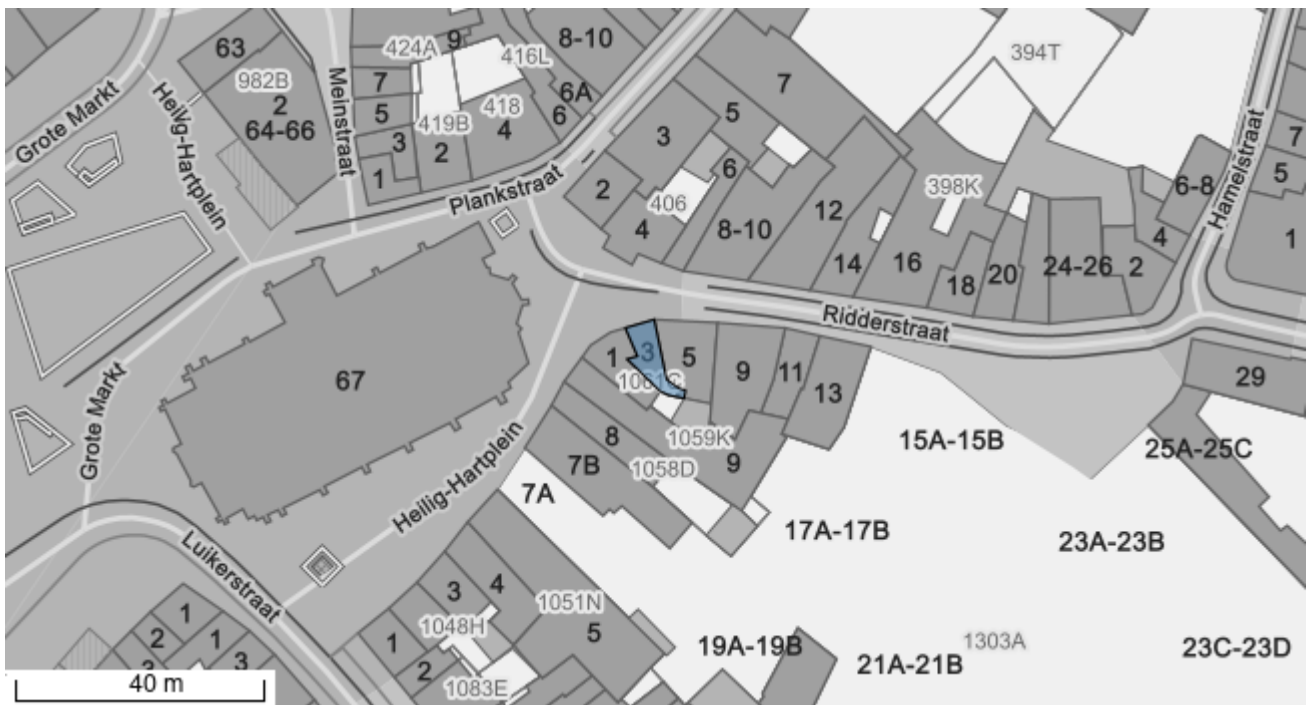 63
982B
2
64-66
Grote Markt
Heilig-Hartplein
Meinstraat
424A
9
416L
8-10
7
5
3
1
419B
2
418
4
6A
6
Plankstraat
7
5
3
6
2
406
4
8-10
12
14
16
398K
394T
18
20
24-26
2
4
6-8
Hamelstraat
7
5
1
Ridderstraat
67
Grote Markt
1
3
5
1061C
9
11
13
29
1059K
9
8
1058D
7B
7A
15A-15B
25A-25C
17A-17B
23A-23B
Heilig-Hartplein
Luikerstraat
3
4
1051N
5
1048H
1
2
1083E
1
2
1
3
3
19A-19B
21A-21B
1303A
23C-23D
40 m